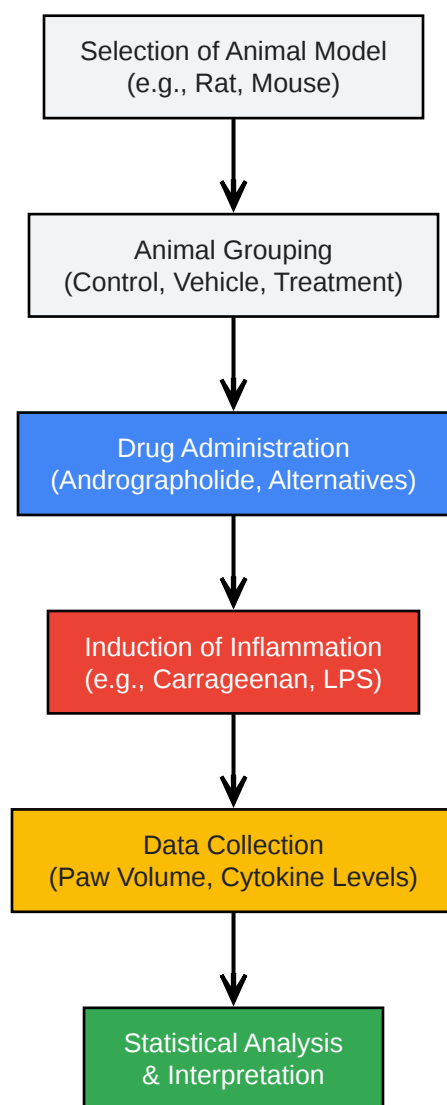 Selection of Animal Model
(e.g., Rat, Mouse)
Animal Grouping
(Control, Vehicle, Treatment)
Drug Administration
(Andrographolide, Alternatives)
Induction of Inflammation
(e.g., Carrageenan, LPS)
Data Collection
(Paw Volume, Cytokine Levels)
Statistical Analysis
& Interpretation